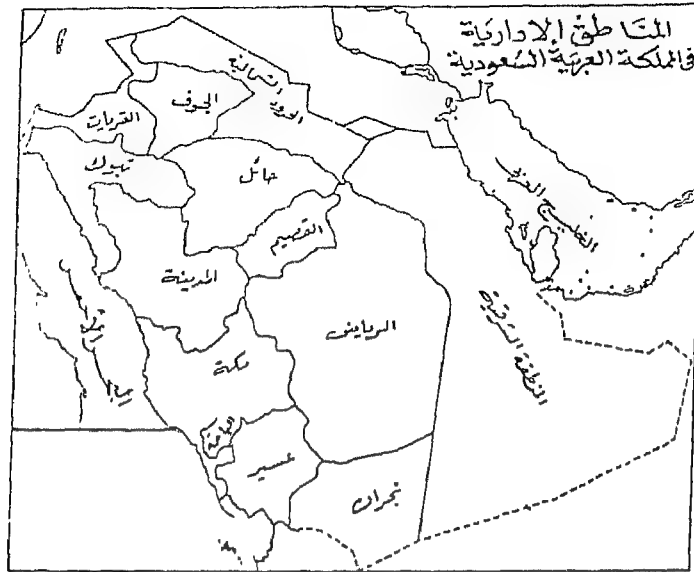 المناطق الإدارية
في المملكة العربية السعودية
الحدود الشمالية
الجوف
القريات
تبوك
حائل
القصيم
الخليج العربي
المدينة
الرياض
المنطقة الشرقية
مكة
الباحة
عسير
نجران